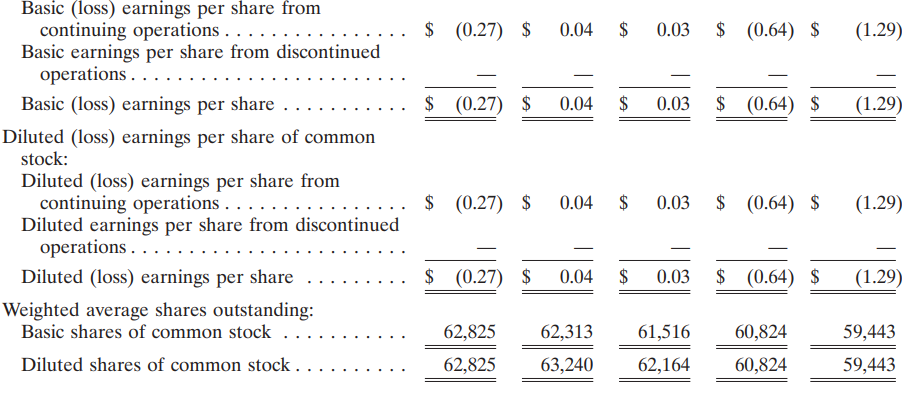 Basic (loss) earnings per share from
continuing operations . . . . . . . . . . . . . . . . $ (0.27) $ 0.04 $ 0.03 $ (0.64) $ (1.29)
Basic earnings per share from discontinued
operations . . . . . . . . . . . . . . . . . . . . . . . . — — — — —
Basic (loss) earnings per share . . . . . . . . . . . $ (0.27) $ 0.04 $ 0.03 $ (0.64) $ (1.29)
Diluted (loss) earnings per share of common
stock:
Diluted (loss) earnings per share from
continuing operations . . . . . . . . . . . . . . . . $ (0.27) $ 0.04 $ 0.03 $ (0.64) $ (1.29)
Diluted earnings per share from discontinued
operations . . . . . . . . . . . . . . . . . . . . . . . . — — — — —
Diluted (loss) earnings per share . . . . . . . . . $ (0.27) $ 0.04 $ 0.03 $ (0.64) $ (1.29)
Weighted average shares outstanding:
Basic shares of common stock . . . . . . . . . . . 62,825 62,313 61,516 60,824 59,443
Diluted shares of common stock . . . . . . . . . . 62,825 63,240 62,164 60,824 59,443